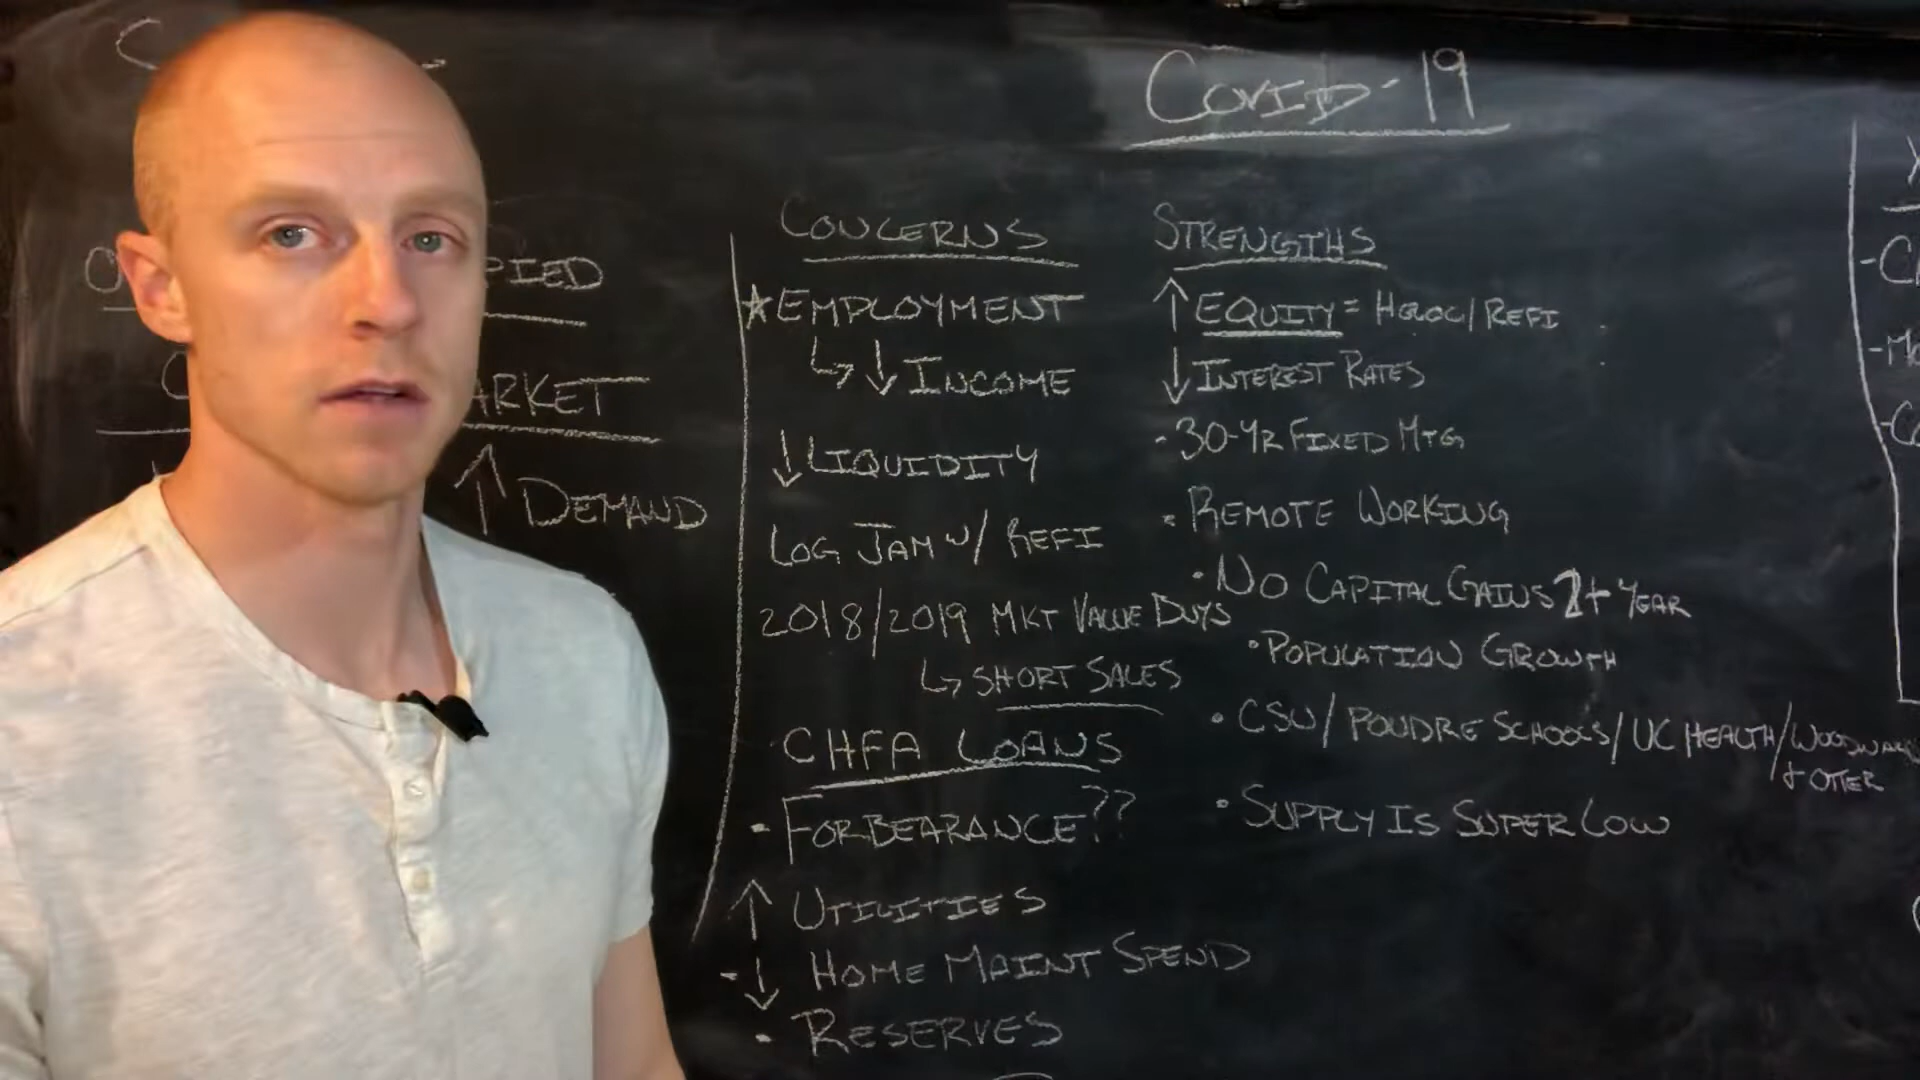 COVID-19
PIED
ARKET
↑ DEMAND
CONCERNS
★ EMPLOYMENT
↳ ↓ INCOME
↓ LIQUIDITY
LOG JAM W/ REFI
2018/2019 MKT VALUE BUYS
↳ SHORT SALES
CHFA LOANS
- FORBEARANCE??
↑ UTILITIES
- ↓ HOME MAINT SPEND
- RESERVES
STRENGTHS
↑ EQUITY = HELOC/REFI
↓ INTEREST RATES
- 30-YR FIXED MTG
• REMOTE WORKING
• NO CAPITAL GAINS 2+ YEAR
• POPULATION GROWTH
• CSU/POUDRE SCHOOLS/UC HEALTH/
& OTTER
• SUPPLY IS SUPER LOW